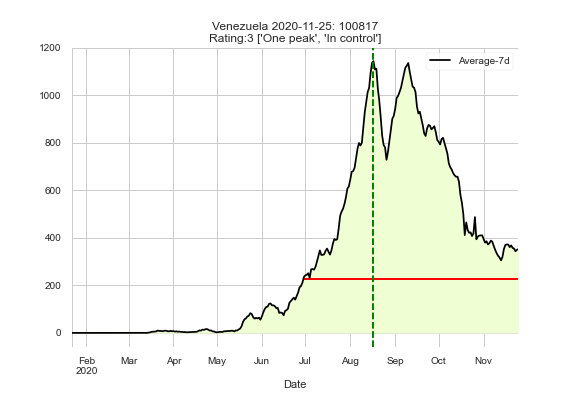 Venezuela 2020-11-25: 100817
Rating:3 ['One peak', 'In control']
Average-7d
1200
1000
800
600
400
200
0
Feb Mar Apr May Jun Jul Aug Sep Oct Nov
2020
Date